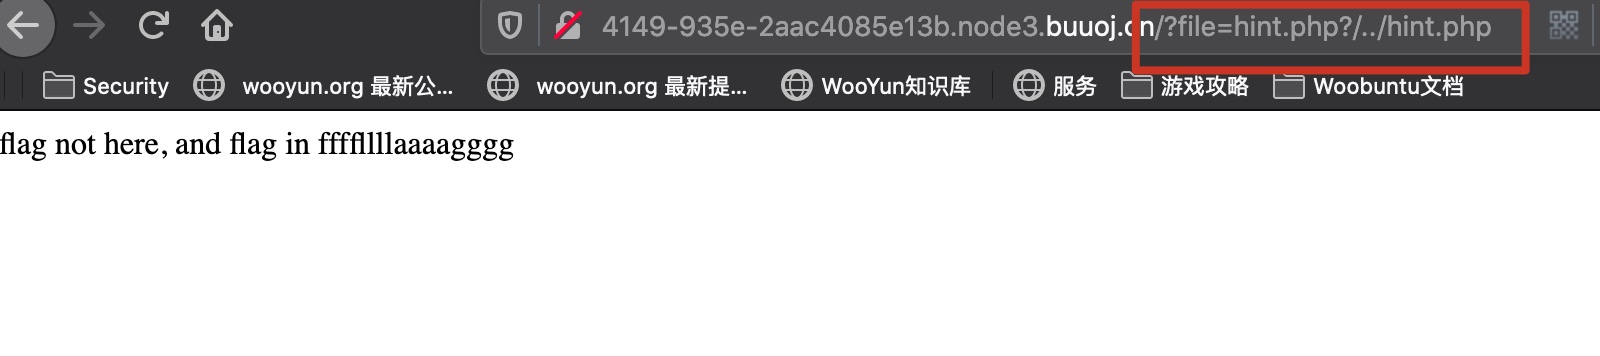 4149-935e-2aac4085e13b.node3.buuoj.cn/?file=hint.php?/../hint.php
Security wooyun.org 最新公... wooyun.org 最新提... WooYun知识库 服务 游戏攻略 Woobuntu文档
flag not here, and flag in ffffllllaaaagggg